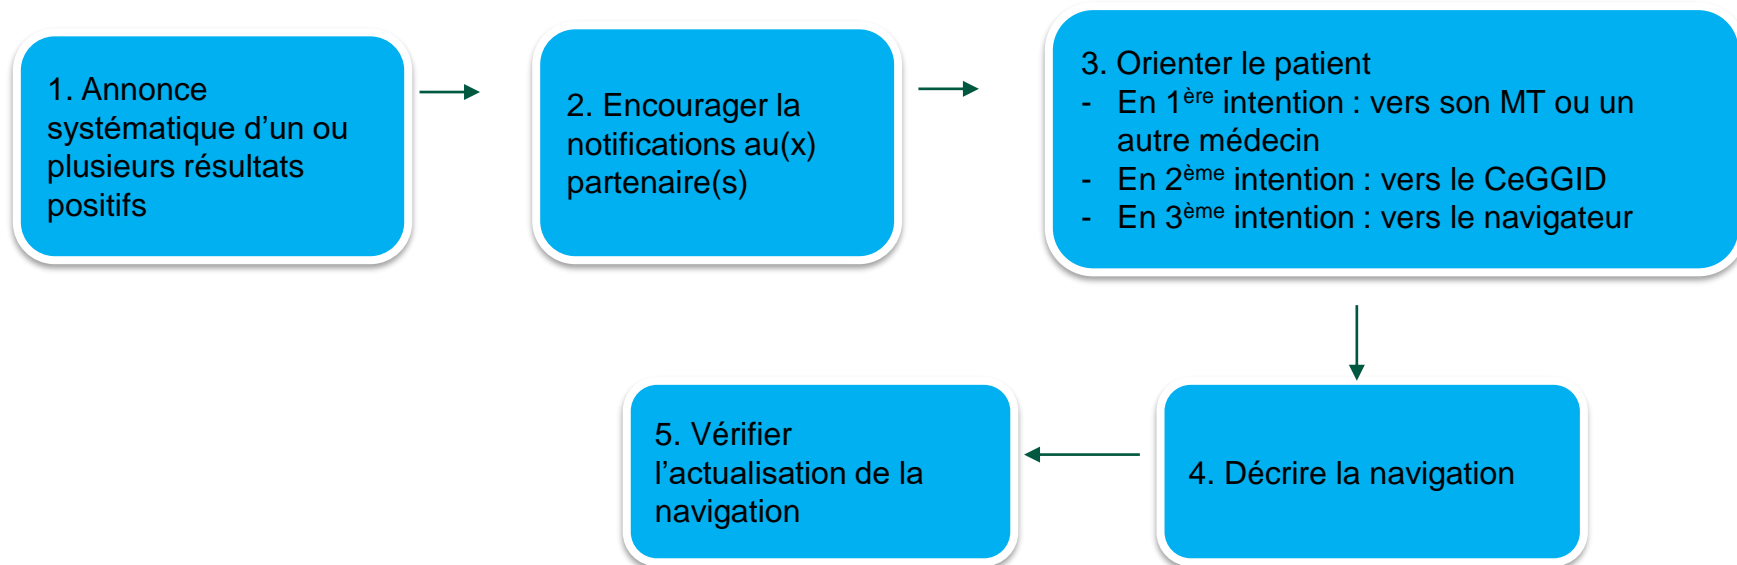 1. Annonce
systématique d’un ou
plusieurs résultats
positifs
2. Encourager la
notifications au(x)
partenaire(s)
3. Orienter le patient
- En 1ère intention : vers son MT ou un
autre médecin
- En 2ème intention : vers le CeGGID
- En 3ème intention : vers le navigateur
4. Décrire la navigation
5. Vérifier
l’actualisation de la
navigation